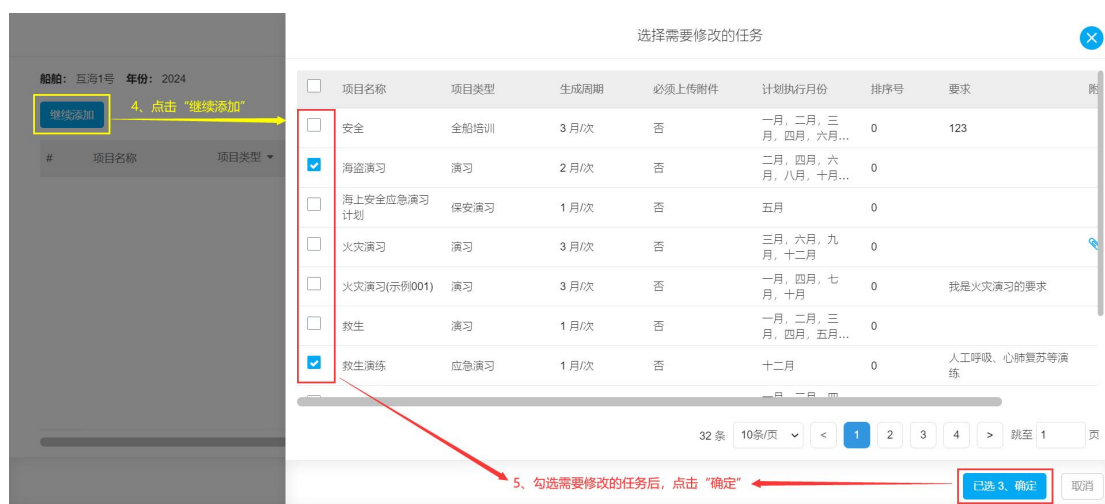 选择需要修改的任务
船舶： 互海1号 年份： 2024
继续添加
4、点击“继续添加”
# 项目名称 项目类型
项目名称 项目类型 生成周期 必须上传附件 计划执行月份 排序号 要求 附
安全 全船培训 3 月/次 否 一月，二月，三月，四月，六月... 0 123
海盗演习 演习 2 月/次 否 二月，四月，六月，八月，十月... 0
海上安全应急演习计划 保安演习 1 月/次 否 五月 0
火灾演习 演习 3 月/次 否 三月，六月，九月，十二月 0
火灾演习(示例001) 演习 3 月/次 否 一月，四月，七月，十月 0 我是火灾演习的要求
救生 演习 1 月/次 否 一月，二月，三月，四月，五月... 0
救生演练 应急演习 1 月/次 否 十二月 0 人工呼吸、心肺复苏等演练
32 条 10条/页 < 1 2 3 4 > 跳至 1 页
5、勾选需要修改的任务后，点击“确定”
已选 3、确定 取消